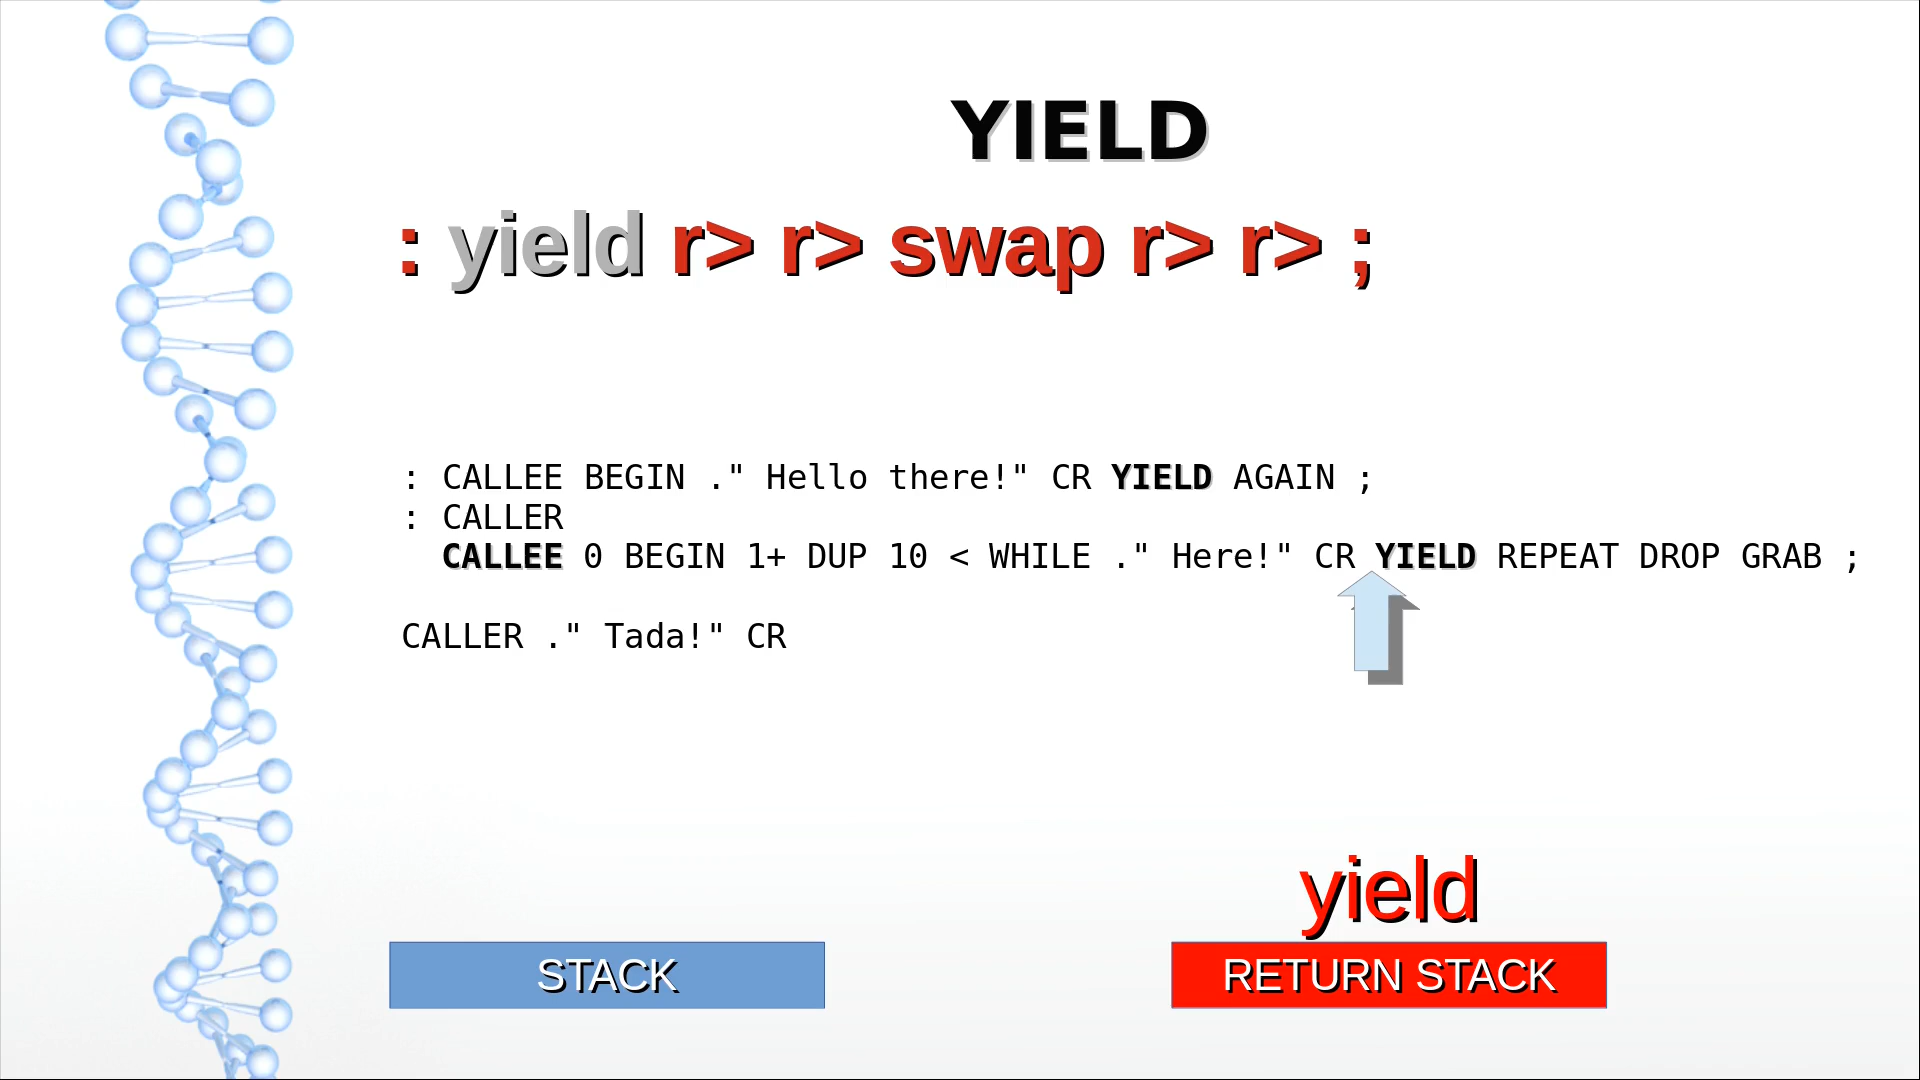 YIELD
: yield r> r> swap r> r> ;
: CALLEE BEGIN ." Hello there!" CR YIELD AGAIN ;
: CALLER
CALLEE 0 BEGIN 1+ DUP 10 < WHILE ." Here!" CR YIELD REPEAT DROP GRAB ;
CALLER ." Tada!" CR
yield
STACK
RETURN STACK